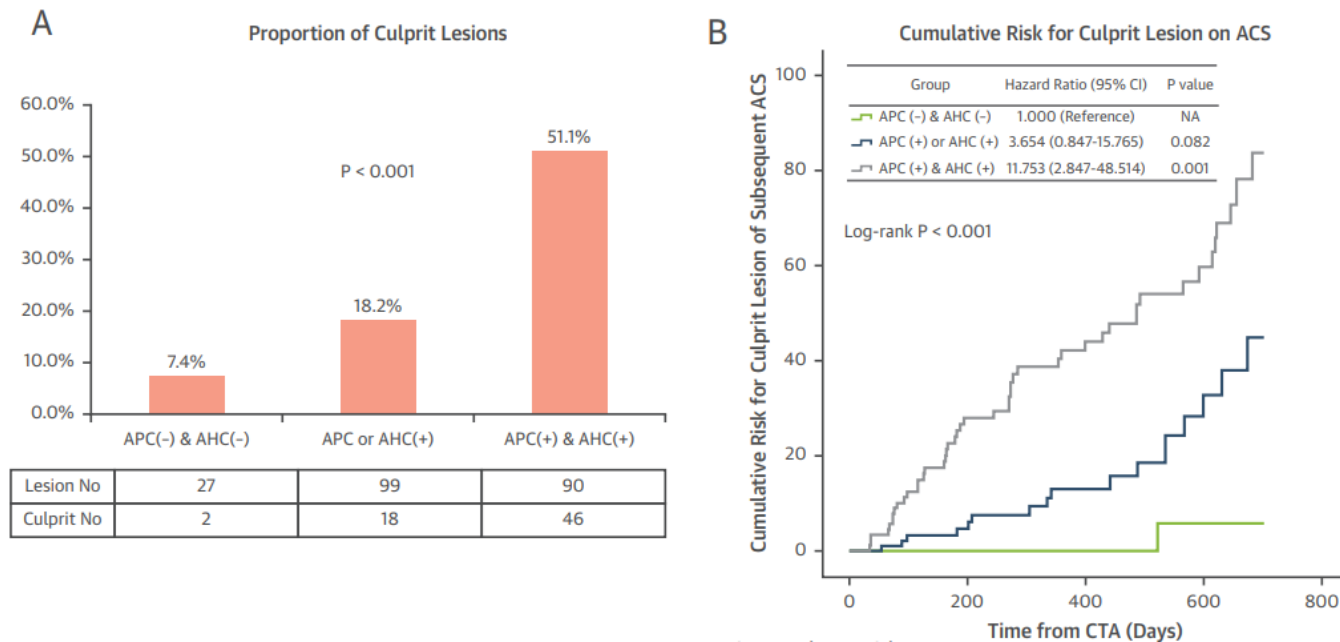 A
Proportion of Culprit Lesions
60.0%
50.0%
40.0%
30.0%
20.0%
10.0%
0.0%
P < 0.001
7.4%
18.2%
51.1%
APC(-) & AHC(-) APC or AHC(+) APC(+) & AHC(+)
Lesion No 27 99 90
Culprit No 2 18 46
B
Cumulative Risk for Culprit Lesion on ACS
Cumulative Risk for Culprit Lesion of Subsequent ACS
100
80
60
40
20
0
Group Hazard Ratio (95% CI) P value
APC (-) & AHC (-) 1.000 (Reference) NA
APC (+) or AHC (+) 3.654 (0.847-15.765) 0.082
APC (+) & AHC (+) 11.753 (2.847-48.514) 0.001
Log-rank P < 0.001
0 200 400 600 800
Time from CTA (Days)